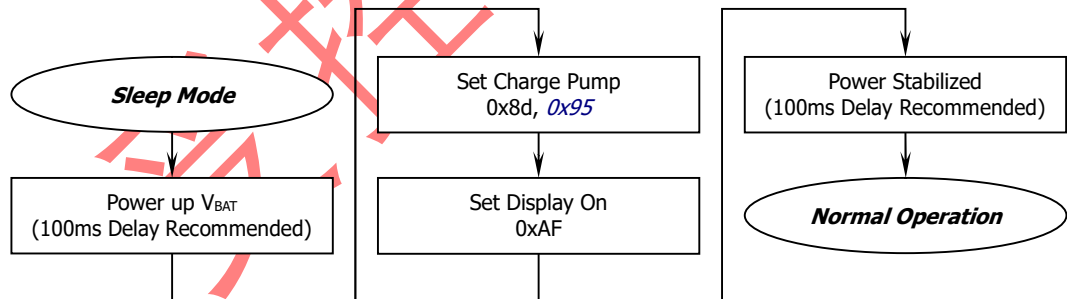 Sleep Mode
Power up VBAT
(100ms Delay Recommended)
Set Charge Pump
0x8d, 0x95
Set Display On
0xAF
Power Stabilized
(100ms Delay Recommended)
Normal Operation